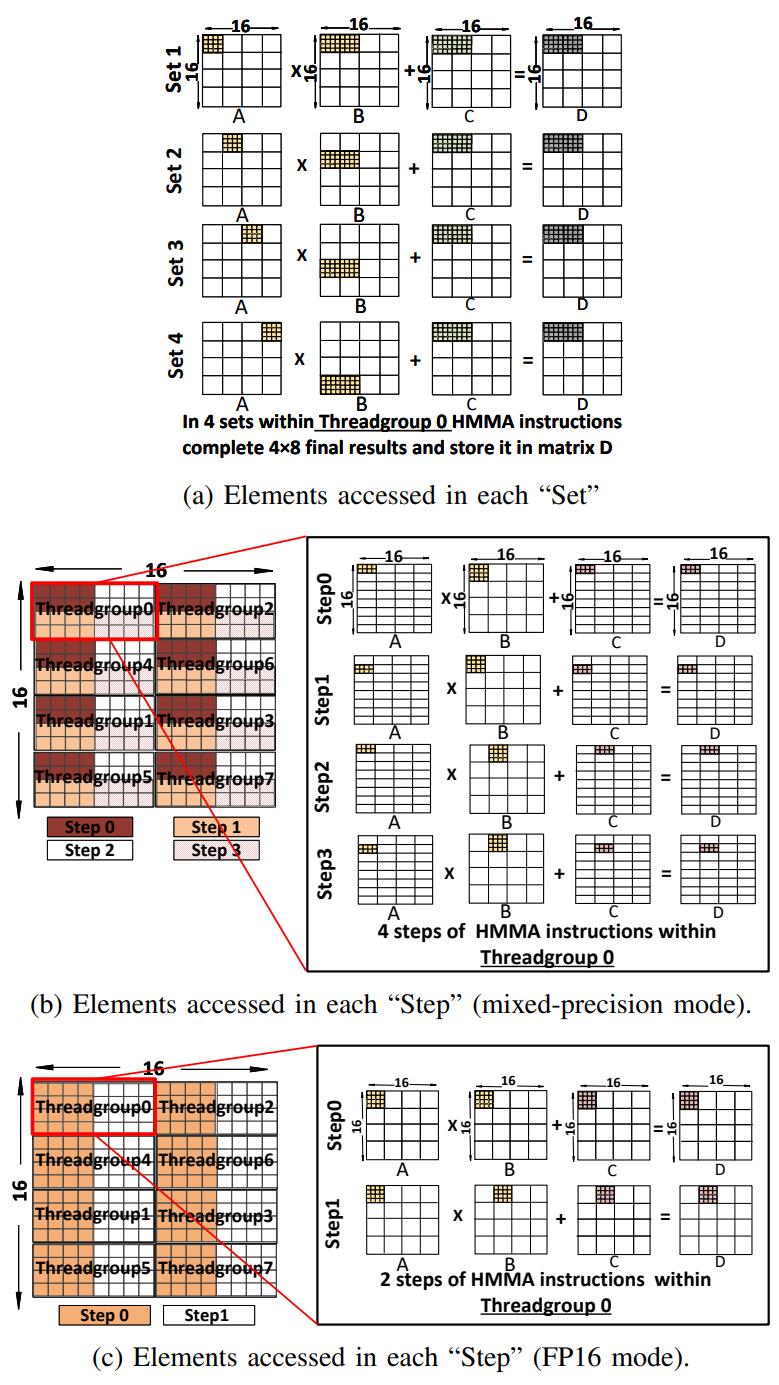 16 16 16 16
Set 1 16 X 16 + 16 = 16
A B C D
Set 2 X + =
A B C D
Set 3 X + =
A B C D
Set 4 X + =
A B C D
In 4 sets within Threadgroup 0 HMMA instructions
complete 4×8 final results and store it in matrix D
(a) Elements accessed in each “Set”
16
16
Threadgroup0 Threadgroup2
Threadgroup4 Threadgroup6
Threadgroup1 Threadgroup3
Threadgroup5 Threadgroup7
Step 0 Step 1
Step 2 Step 3
16 16 16 16
Step0 16 X 16 + 16 = 16
A B C D
Step1 X + =
A B C D
Step2 X + =
A B C D
Step3 X + =
A B C D
4 steps of HMMA instructions within
Threadgroup 0
(b) Elements accessed in each “Step” (mixed-precision mode).
16
16
Threadgroup0 Threadgroup2
Threadgroup4 Threadgroup6
Threadgroup1 Threadgroup3
Threadgroup5 Threadgroup7
Step 0 Step1
16 16 16 16
Step0 16 X 16 + 16 = 16
A B C D
Step1 X + =
A B C D
2 steps of HMMA instructions within
Threadgroup 0
(c) Elements accessed in each “Step” (FP16 mode).